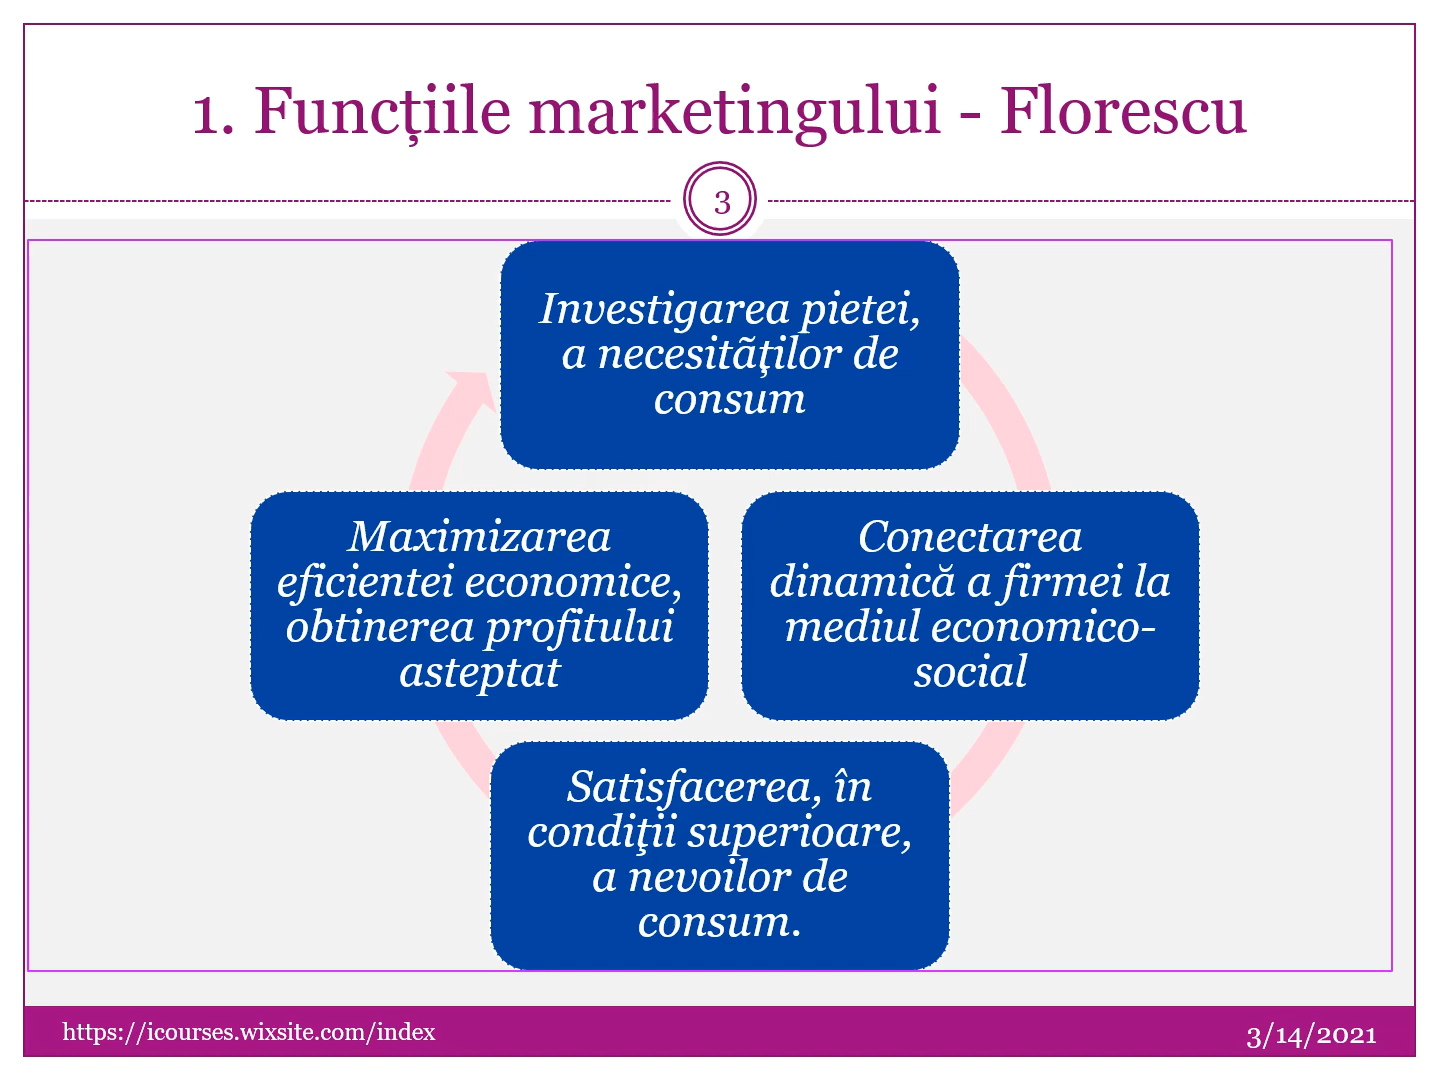 1. Funcțiile marketingului - Florescu
3
Investigarea pietei,
a necesitãţilor de
consum
Conectarea
dinamică a firmei la
mediul economico-
social
Satisfacerea, în
condiţii superioare,
a nevoilor de
consum.
Maximizarea
eficientei economice,
obtinerea profitului
asteptat
https://icourses.wixsite.com/index
3/14/2021